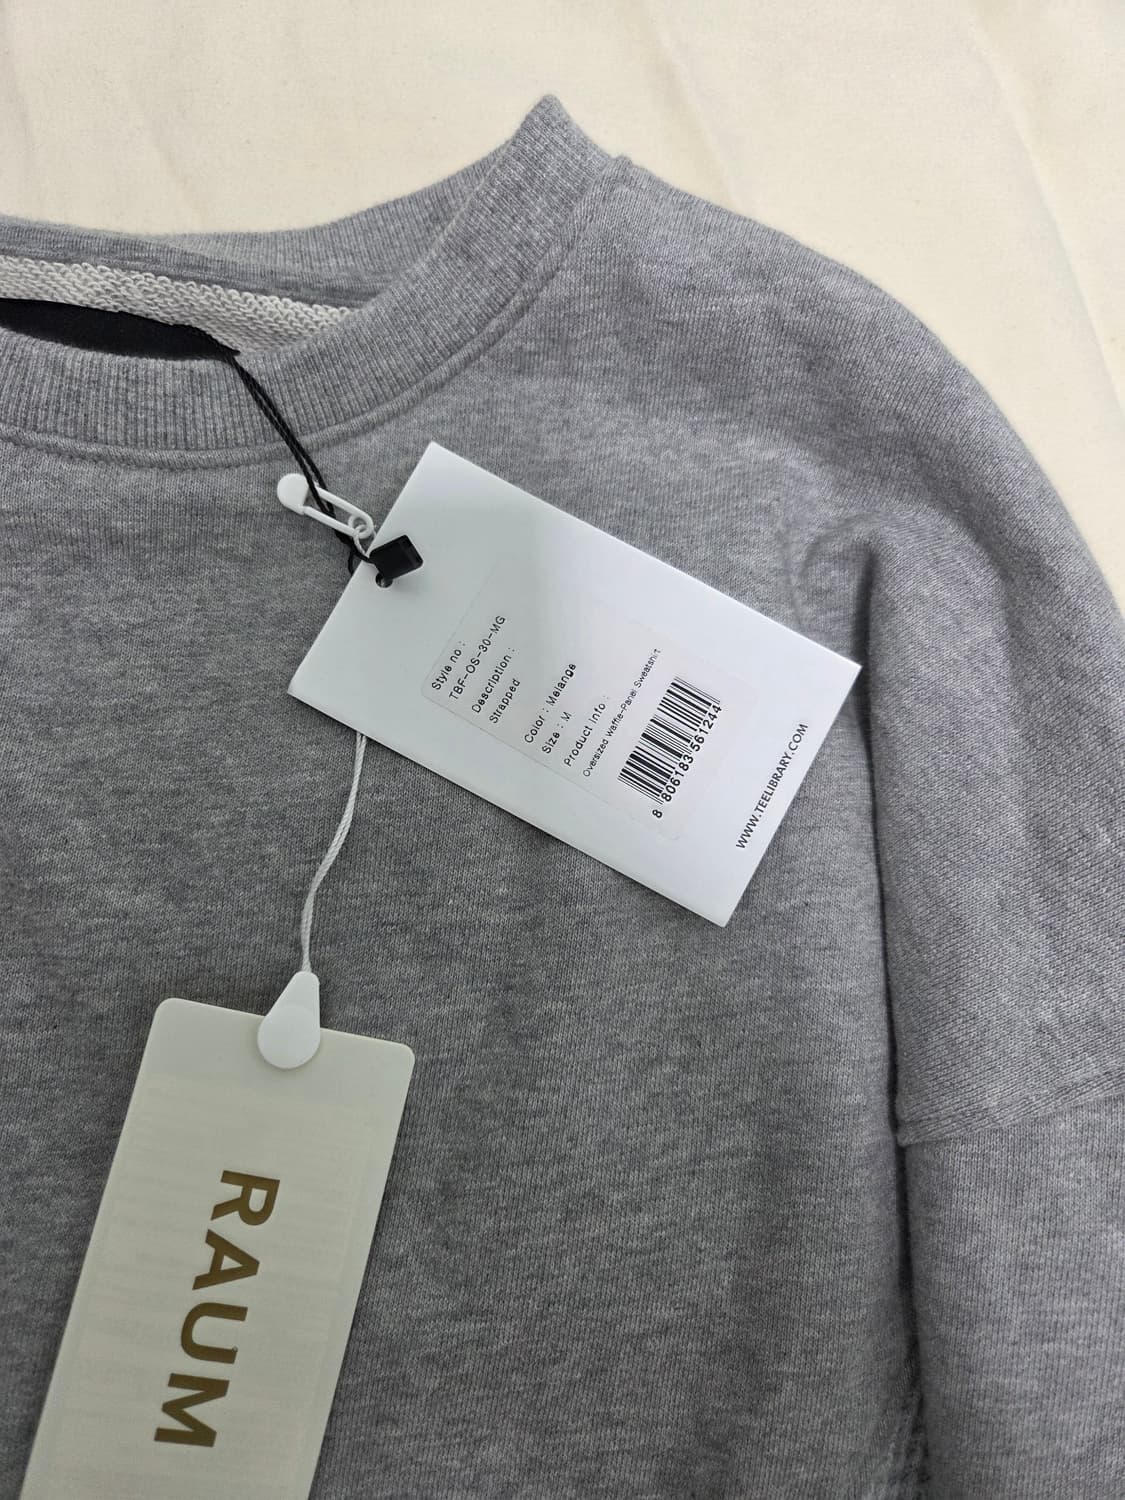 Style no :
TBF-OS-30-MG
Description :
Strapped
Color : Melange
Size : M
Product info :
Oversized Waffle-Panel Sweatshirt
8 806183 561244
WWW.TEELIBRARY.COM
RAUM